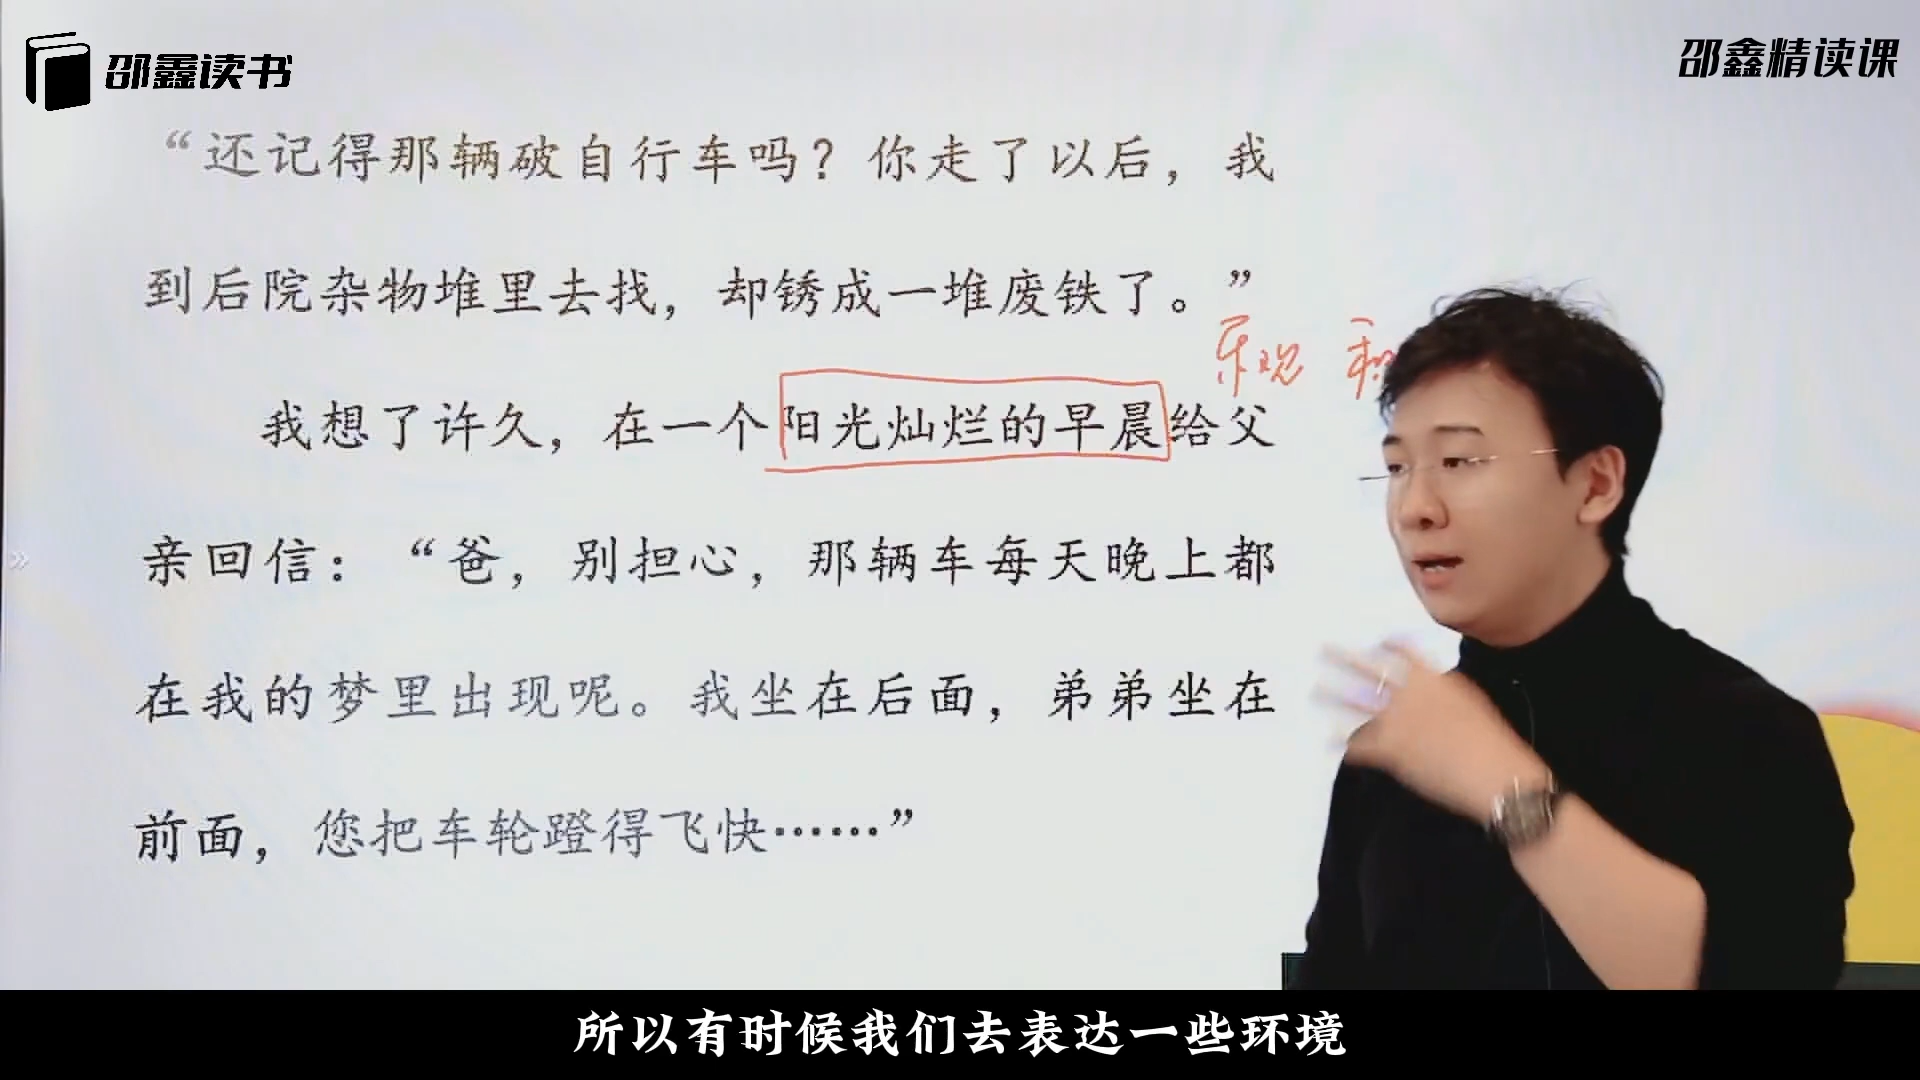 邵鑫读书
邵鑫精读课
“还记得那辆破自行车吗？你走了以后，我
到后院杂物堆里去找，却锈成一堆废铁了。”
乐观
我想了许久，在一个阳光灿烂的早晨给父
亲回信：“爸，别担心，那辆车每天晚上都
在我的梦里出现呢。我坐在后面，弟弟坐在
前面，您把车轮蹬得飞快……”
所以有时候我们去表达一些环境